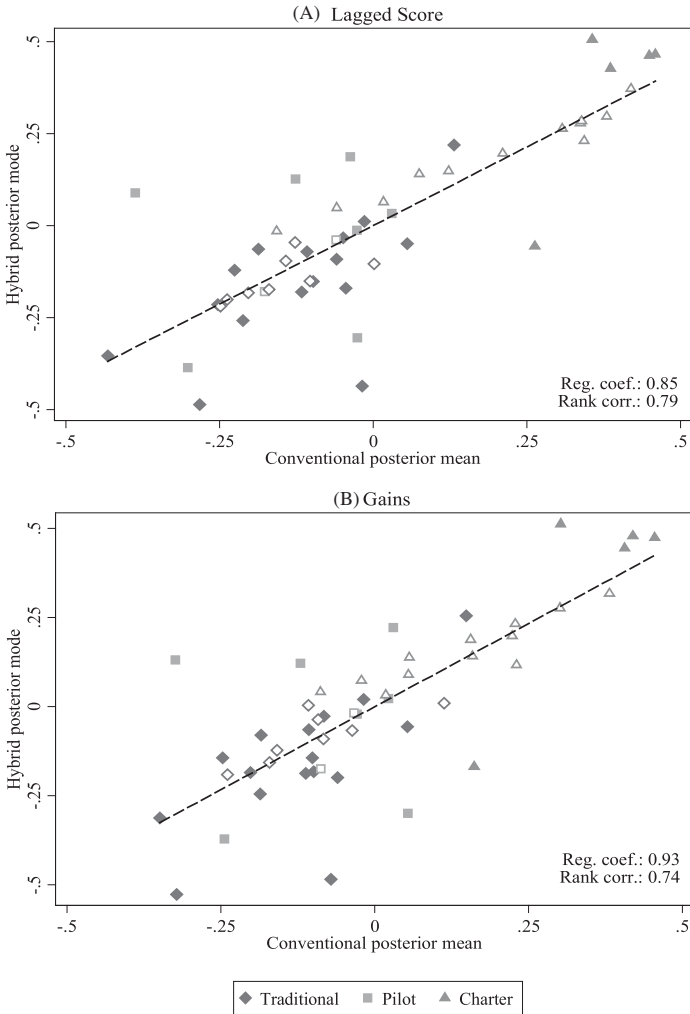 (A) Lagged Score
Hybrid posterior mode
.5
.25
0
-.25
-.5
Reg. coef.: 0.85
Rank corr.: 0.79
-.5 -.25 0 .25 .5
Conventional posterior mean
(B) Gains
Hybrid posterior mode
.5
.25
0
-.25
-.5
Reg. coef.: 0.93
Rank corr.: 0.74
-.5 -.25 0 .25 .5
Conventional posterior mean
Traditional Pilot Charter